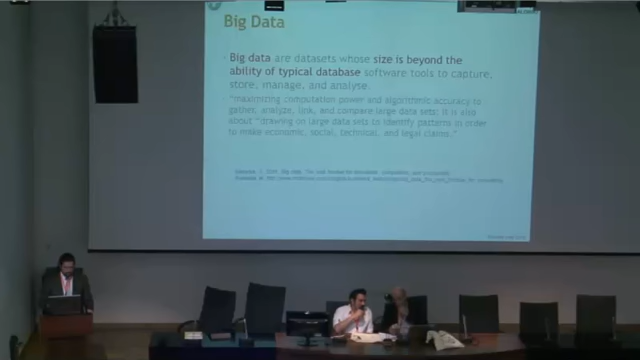 Big Data
Big data are datasets whose size is beyond the
ability of typical database software tools to capture,
store, manage, and analyse.
"maximizing computation power and algorithmic accuracy to
gather, analyze, link, and compare large data sets; it is also
about "drawing on large data sets to identify patterns in order
to make economic, social, technical, and legal claims."